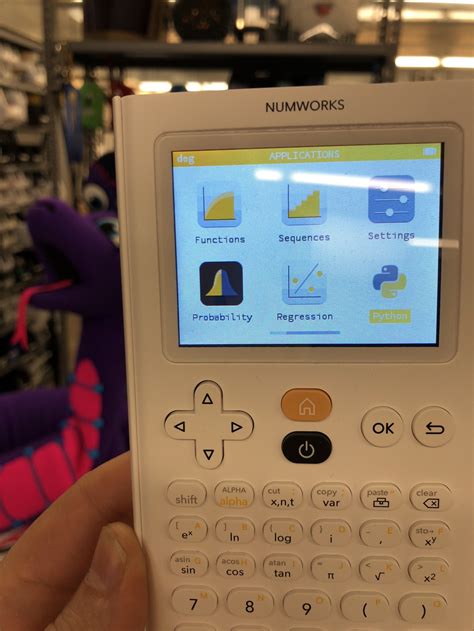 NUMWORKS
deg APPLICATIONS
Functions Sequences Settings
Probability Regression Python
OK
shift ALPHA alpha cut x,n,t copy var paste clear
[ A ] B { C } D E F
eˣ ln log i , xʸ
sto→
asin G acos H atan I
sin cos tan π √ x²
7 8 9 ( )